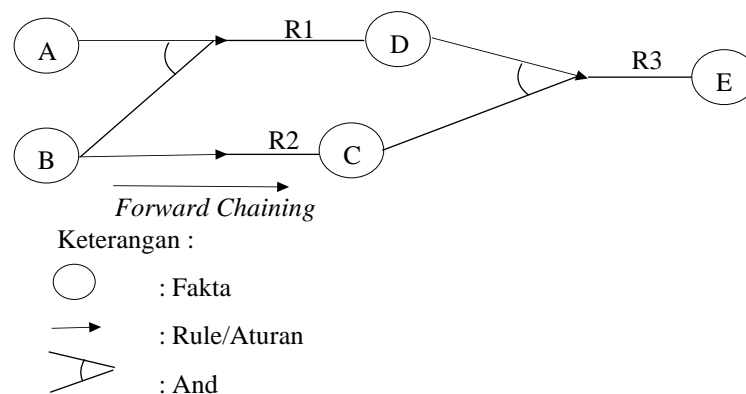 A R1 D
R3 E
B R2 C
Forward Chaining
Keterangan :
: Fakta
: Rule/Aturan
: And